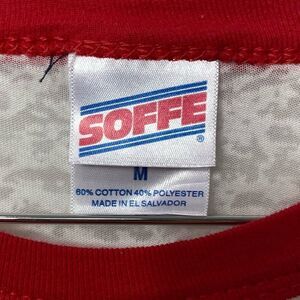 SOFFE®
M
60% COTTON 40% POLYESTER
MADE IN EL SALVADOR